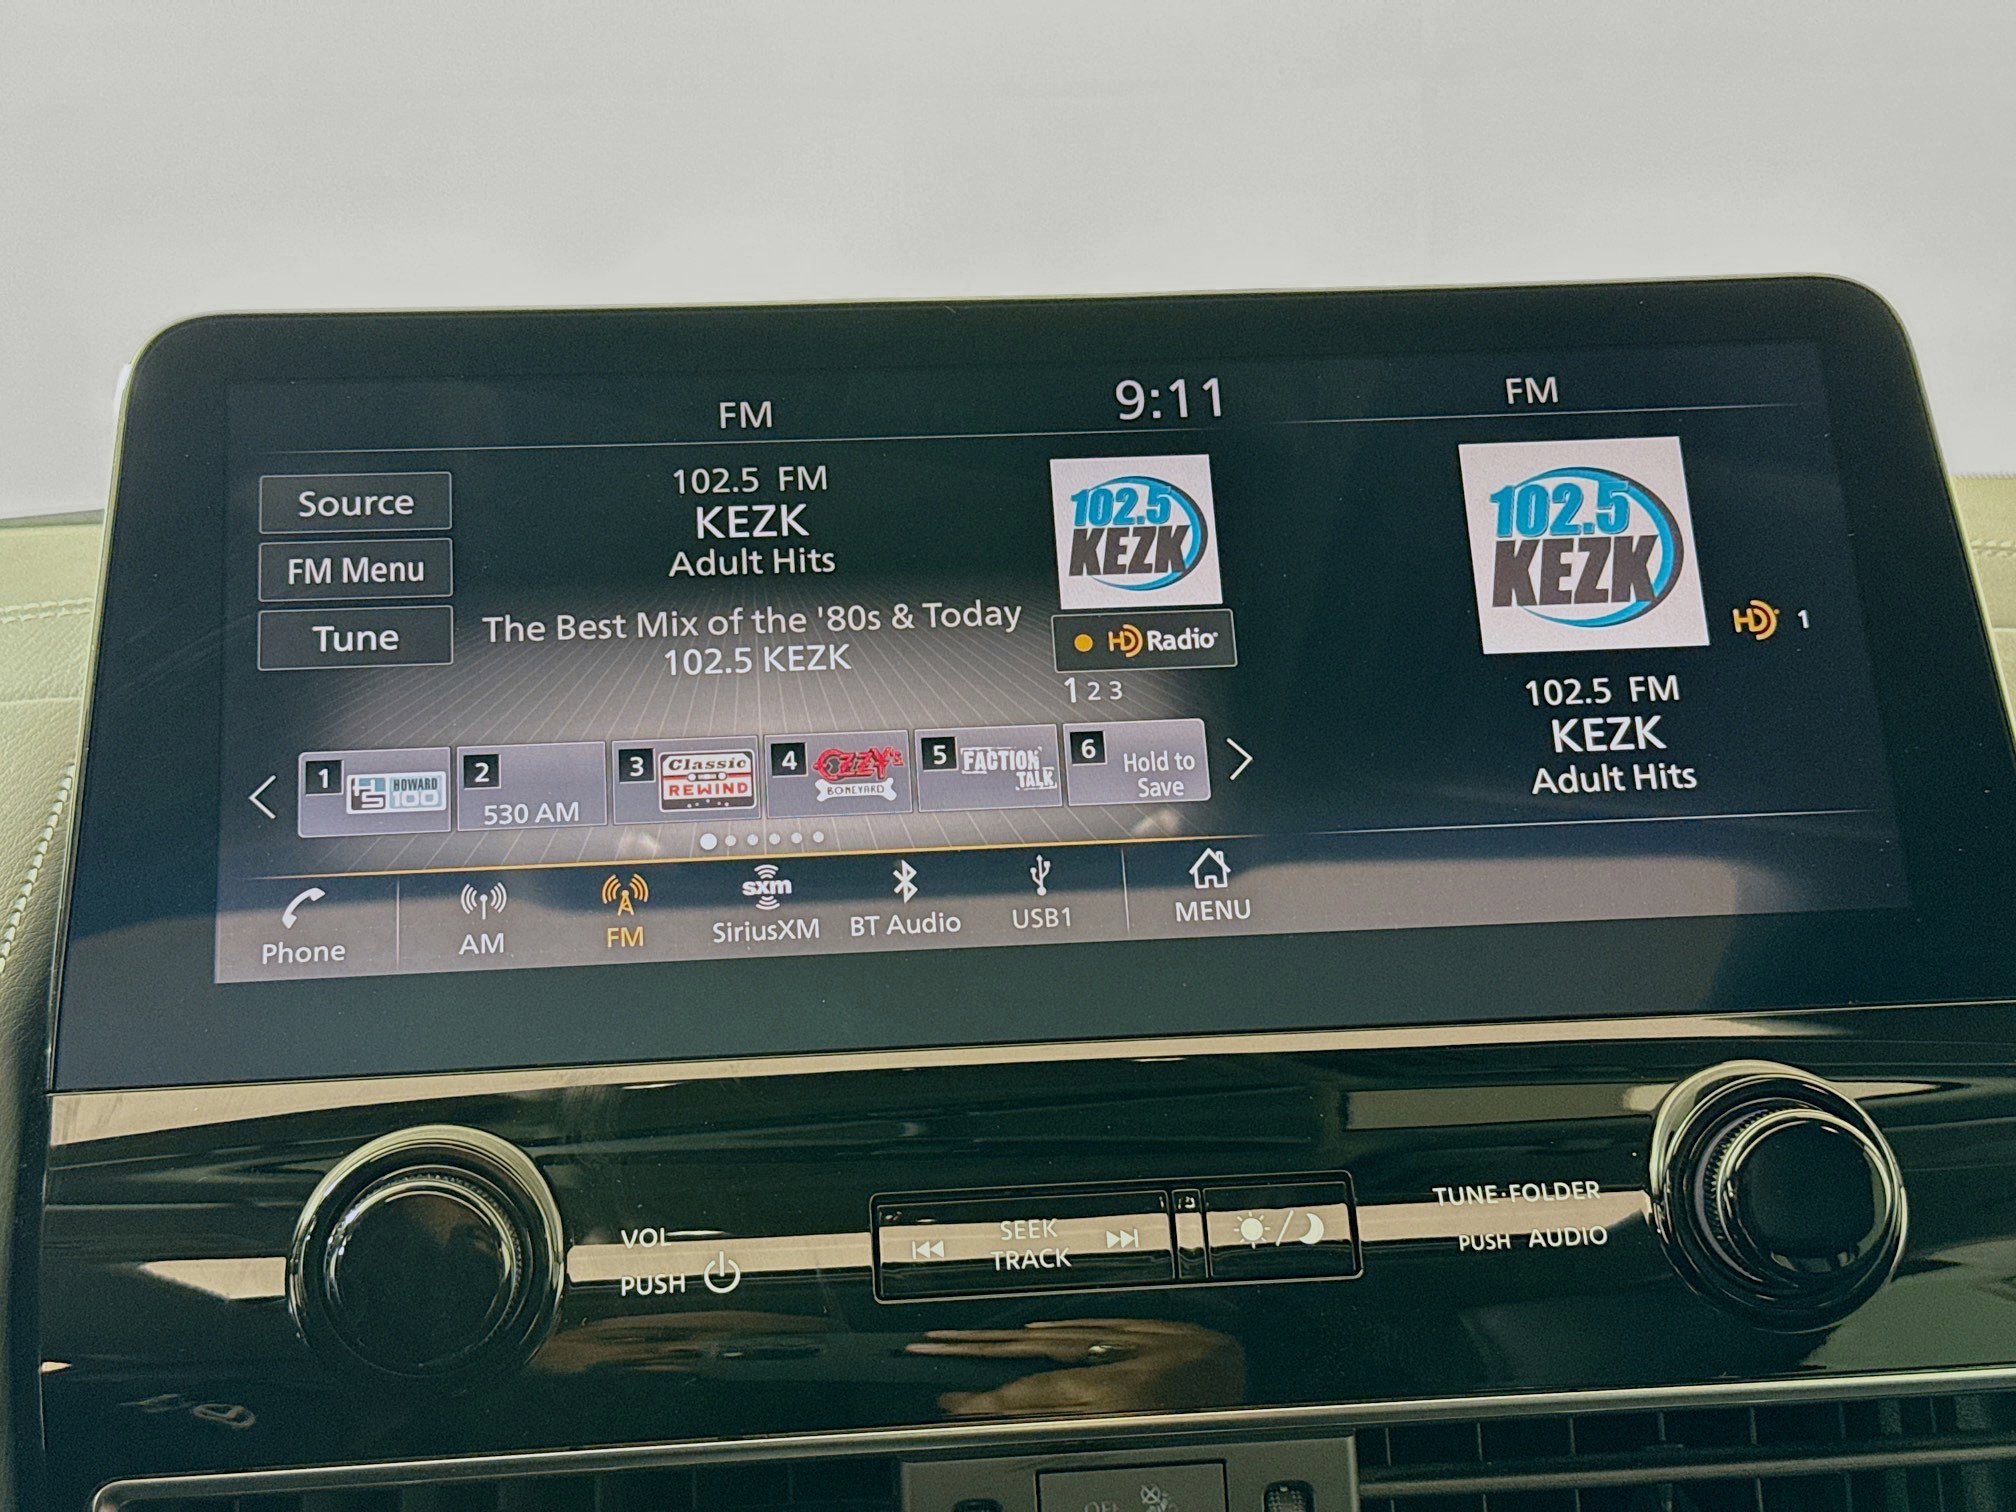 FM
9:11
FM
Source
FM Menu
Tune
102.5 FM
KEZK
Adult Hits
The Best Mix of the '80s & Today
102.5 KEZK
102.5
KEZK
HD Radio
1 2 3
102.5
KEZK
HD 1
102.5 FM
KEZK
Adult Hits
1 HOWARD 100
2 530 AM
3 Classic REWIND
4 OZZY's BONEYARD
5 FACTION TALK
6 Hold to Save
Phone
AM
FM
sxm
SiriusXM
BT Audio
USB1
MENU
VOL
PUSH
SEEK
TRACK
TUNE·FOLDER
PUSH AUDIO